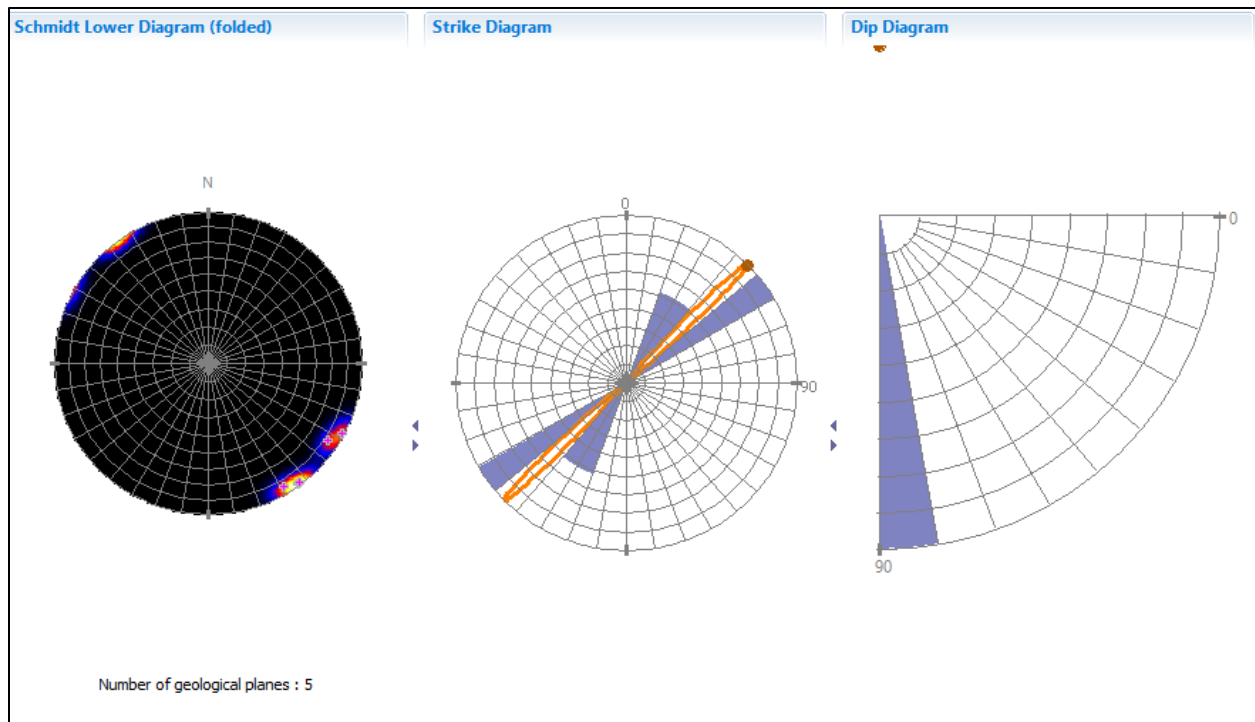 Schmidt Lower Diagram (folded)
Strike Diagram
Dip Diagram
N
0
90
0
90
Number of geological planes : 5